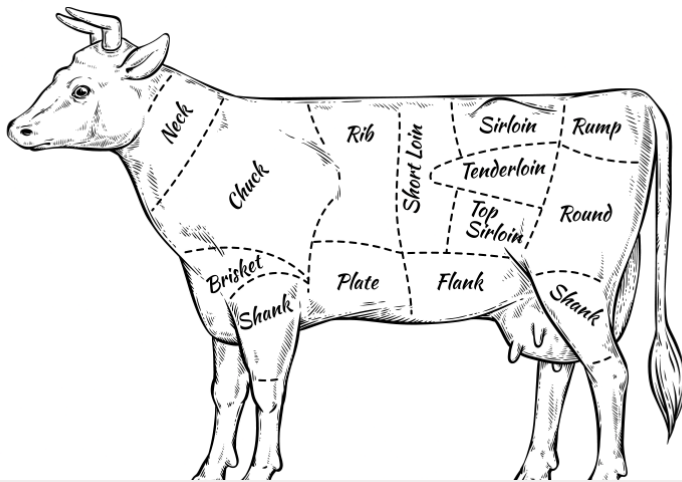 Neck
Chuck
Rib
Short Loin
Sirloin
Rump
Tenderloin
Top
Sirloin
Round
Brisket
Shank
Plate
Flank
Shank